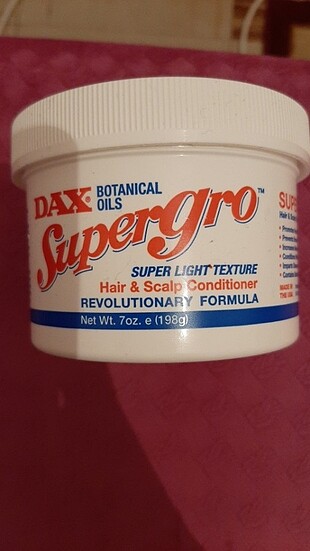 DAX® BOTANICAL
OILS
Supergro™
SUPER LIGHT TEXTURE
Hair & Scalp Conditioner
REVOLUTIONARY FORMULA
Net Wt. 7oz. e (198g)
Hair &
MADE IN
THE USA